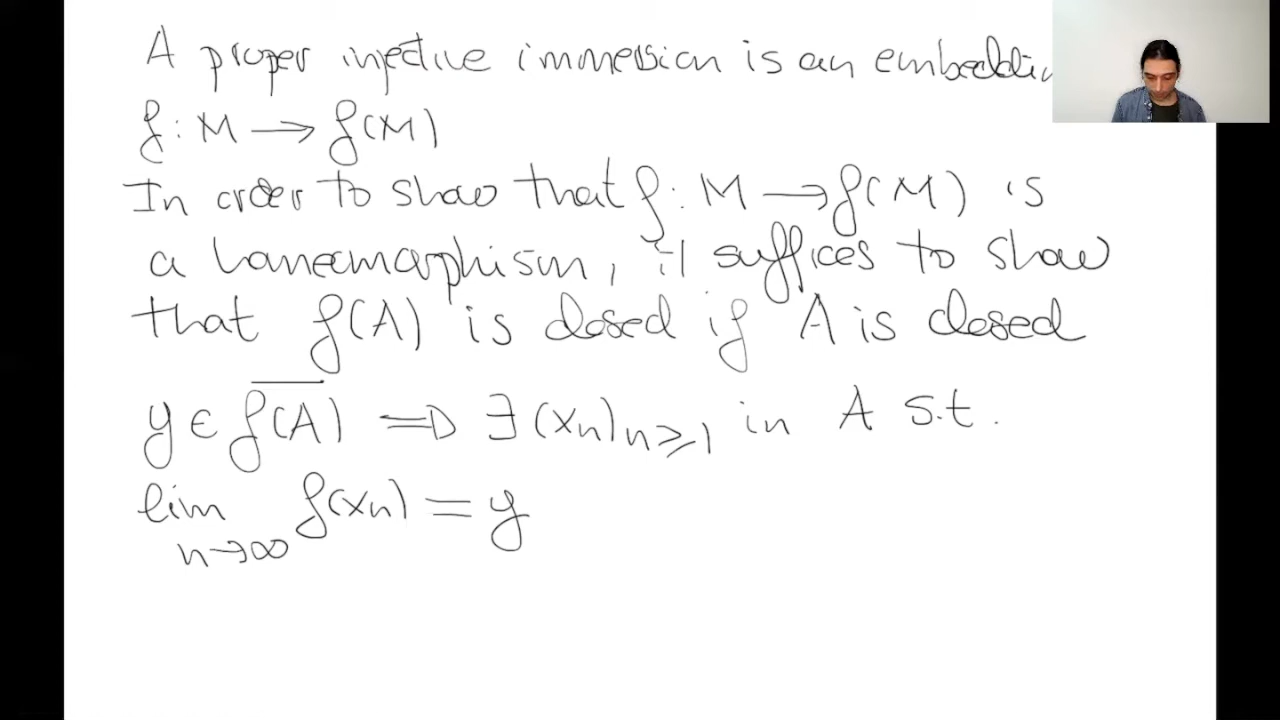 A proper injective immersion is an embeddin
f : M → f(M)
In order to show that f : M → f(M) is
a homeomorphism, it suffices to show
that f(A) is closed if A is closed
y ∈ \overline{f(A)} ⇒ ∃ (xn)n≥1 in A s.t.
lim f(xn) = y
n→∞